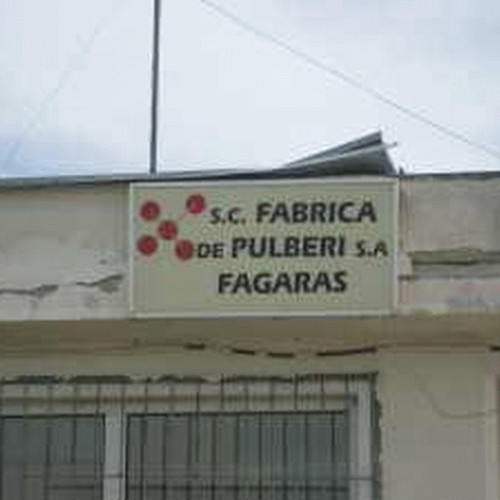 S.C. FABRICA
DE PULBERI S.A
FAGARAS